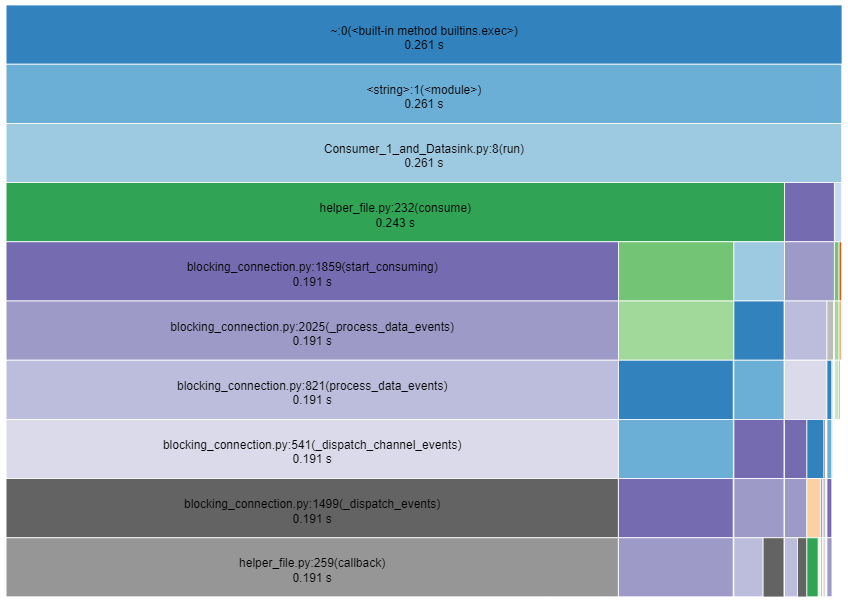 ~:0(<built-in method builtins.exec>)
0.261 s
<string>:1(<module>)
0.261 s
Consumer_1_and_Datasink.py:8(run)
0.261 s
helper_file.py:232(consume)
0.243 s
blocking_connection.py:1859(start_consuming)
0.191 s
blocking_connection.py:2025(_process_data_events)
0.191 s
blocking_connection.py:821(process_data_events)
0.191 s
blocking_connection.py:541(_dispatch_channel_events)
0.191 s
blocking_connection.py:1499(_dispatch_events)
0.191 s
helper_file.py:259(callback)
0.191 s